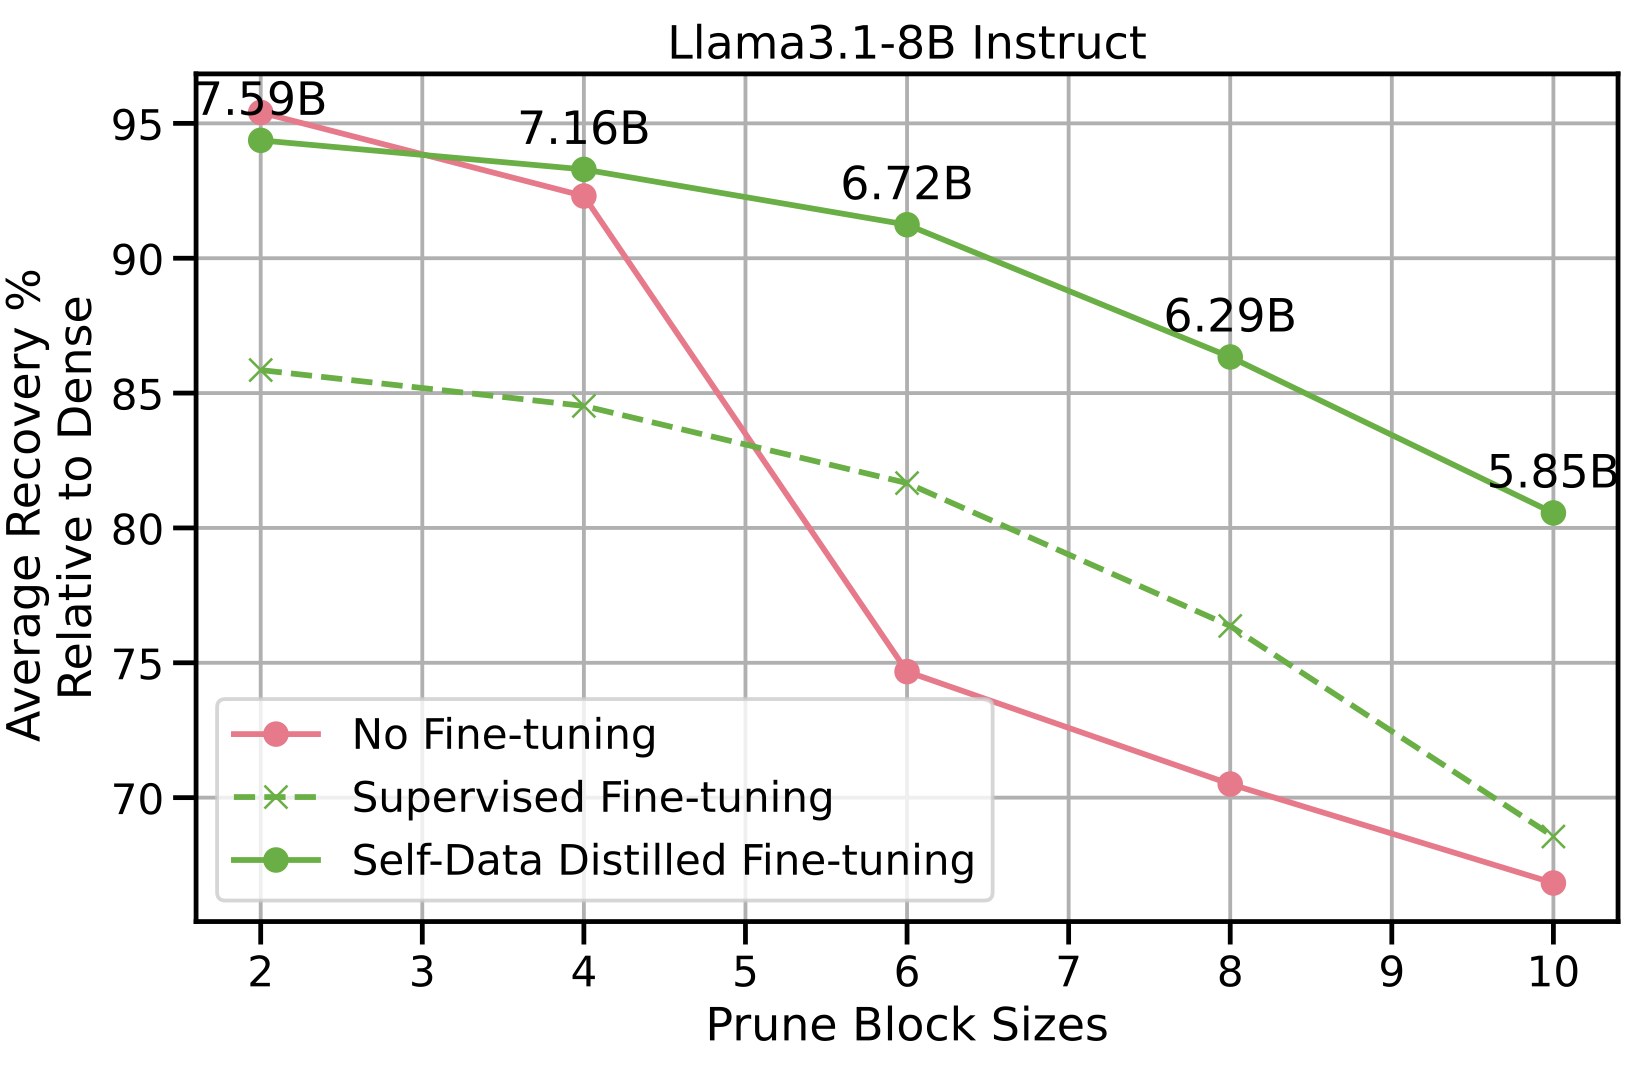 Llama3.1-8B Instruct
7.59B
7.16B
6.72B
6.29B
5.85B
95
90
85
80
75
70
Average Recovery %
Relative to Dense
No Fine-tuning
Supervised Fine-tuning
Self-Data Distilled Fine-tuning
2 3 4 5 6 7 8 9 10
Prune Block Sizes